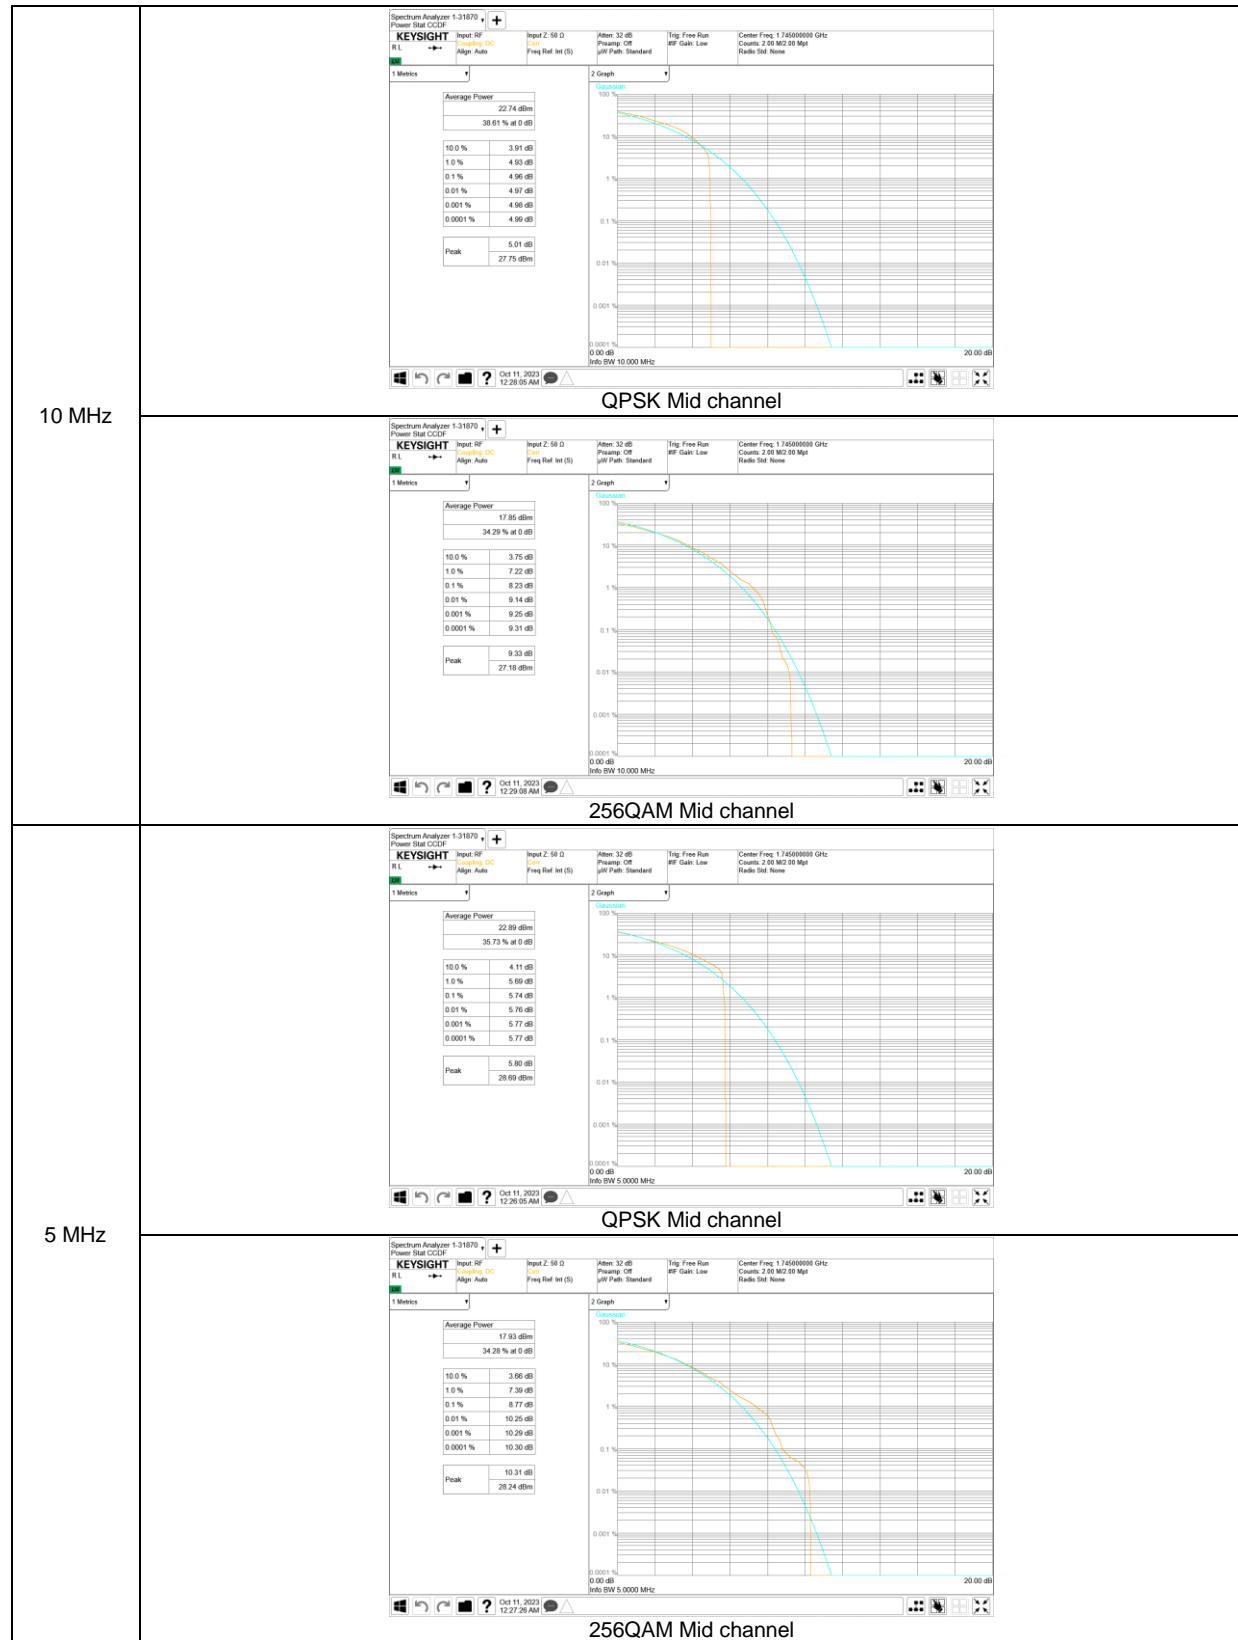 10 MHz
Spectrum Analyzer 1-31870
Power Stat CCDF
KEYSIGHT
R L
Input: RF
Coupling: DC
Align: Auto
Input Z: 50 Ω
Corr
Freq Ref: Int (S)
Atten: 32 dB
Preamp: Off
µW Path: Standard
Trig: Free Run
#IF Gain: Low
Center Freq: 1.745000000 GHz
Counts: 2.00 M/2.00 Mpt
Radio Std: None
1 Metrics
Average Power
22.74 dBm
38.61 % at 0 dB
10.0 % 3.91 dB
1.0 % 4.93 dB
0.1 % 4.96 dB
0.01 % 4.97 dB
0.001 % 4.98 dB
0.0001 % 4.99 dB
Peak
5.01 dB
27.75 dBm
2 Graph
Gaussian
100 %
10 %
1 %
0.1 %
0.01 %
0.001 %
0.0001 %
0.00 dB
20.00 dB
Info BW 10.000 MHz
Oct 11, 2023
12:28:05 AM
QPSK Mid channel
Spectrum Analyzer 1-31870
Power Stat CCDF
KEYSIGHT
R L
Input: RF
Coupling: DC
Align: Auto
Input Z: 50 Ω
Corr
Freq Ref: Int (S)
Atten: 32 dB
Preamp: Off
µW Path: Standard
Trig: Free Run
#IF Gain: Low
Center Freq: 1.745000000 GHz
Counts: 2.00 M/2.00 Mpt
Radio Std: None
1 Metrics
Average Power
17.85 dBm
34.29 % at 0 dB
10.0 % 3.75 dB
1.0 % 7.22 dB
0.1 % 8.23 dB
0.01 % 9.14 dB
0.001 % 9.25 dB
0.0001 % 9.31 dB
Peak
9.33 dB
27.18 dBm
2 Graph
Gaussian
100 %
10 %
1 %
0.1 %
0.01 %
0.001 %
0.0001 %
0.00 dB
20.00 dB
Info BW 10.000 MHz
Oct 11, 2023
12:29:08 AM
256QAM Mid channel
5 MHz
Spectrum Analyzer 1-31870
Power Stat CCDF
KEYSIGHT
R L
Input: RF
Coupling: DC
Align: Auto
Input Z: 50 Ω
Corr
Freq Ref: Int (S)
Atten: 32 dB
Preamp: Off
µW Path: Standard
Trig: Free Run
#IF Gain: Low
Center Freq: 1.745000000 GHz
Counts: 2.00 M/2.00 Mpt
Radio Std: None
1 Metrics
Average Power
22.89 dBm
35.73 % at 0 dB
10.0 % 4.11 dB
1.0 % 5.69 dB
0.1 % 5.74 dB
0.01 % 5.76 dB
0.001 % 5.77 dB
0.0001 % 5.77 dB
Peak
5.80 dB
28.69 dBm
2 Graph
Gaussian
100 %
10 %
1 %
0.1 %
0.01 %
0.001 %
0.0001 %
0.00 dB
20.00 dB
Info BW 5.0000 MHz
Oct 11, 2023
12:26:05 AM
QPSK Mid channel
Spectrum Analyzer 1-31870
Power Stat CCDF
KEYSIGHT
R L
Input: RF
Coupling: DC
Align: Auto
Input Z: 50 Ω
Corr
Freq Ref: Int (S)
Atten: 32 dB
Preamp: Off
µW Path: Standard
Trig: Free Run
#IF Gain: Low
Center Freq: 1.745000000 GHz
Counts: 2.00 M/2.00 Mpt
Radio Std: None
1 Metrics
Average Power
17.93 dBm
34.28 % at 0 dB
10.0 % 3.66 dB
1.0 % 7.39 dB
0.1 % 8.77 dB
0.01 % 10.25 dB
0.001 % 10.29 dB
0.0001 % 10.30 dB
Peak
10.31 dB
28.24 dBm
2 Graph
Gaussian
100 %
10 %
1 %
0.1 %
0.01 %
0.001 %
0.0001 %
0.00 dB
20.00 dB
Info BW 5.0000 MHz
Oct 11, 2023
12:27:26 AM
256QAM Mid channel